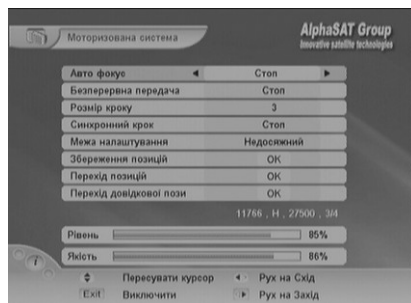 Моторизована система
AlphaSAT Group
Innovative satellite technologies
Авто фокус Стоп
Безперервна передача Стоп
Розмір кроку 3
Синхронний крок Стоп
Межа налаштування Недосяжний
Збереження позицій OK
Перехід позицій OK
Перехід довідкової пози OK
11766 , H , 27500 , 3/4
Рівень 85%
Якість 86%
Пересувати курсор Рух на Схід
Exit Виключити Рух на Захід